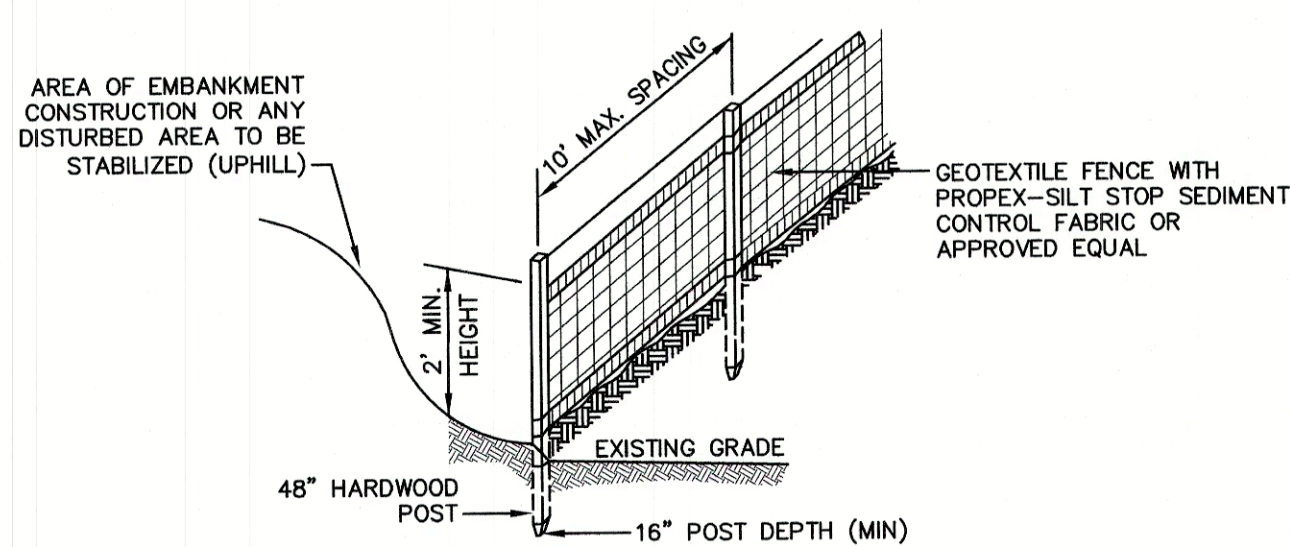 AREA OF EMBANKMENT
CONSTRUCTION OR ANY
DISTURBED AREA TO BE
STABILIZED (UPHILL)
10' MAX. SPACING
GEOTEXTILE FENCE WITH
PROPEX-SILT STOP SEDIMENT
CONTROL FABRIC OR
APPROVED EQUAL
2' MIN.
HEIGHT
EXISTING GRADE
48" HARDWOOD
POST
16" POST DEPTH (MIN)